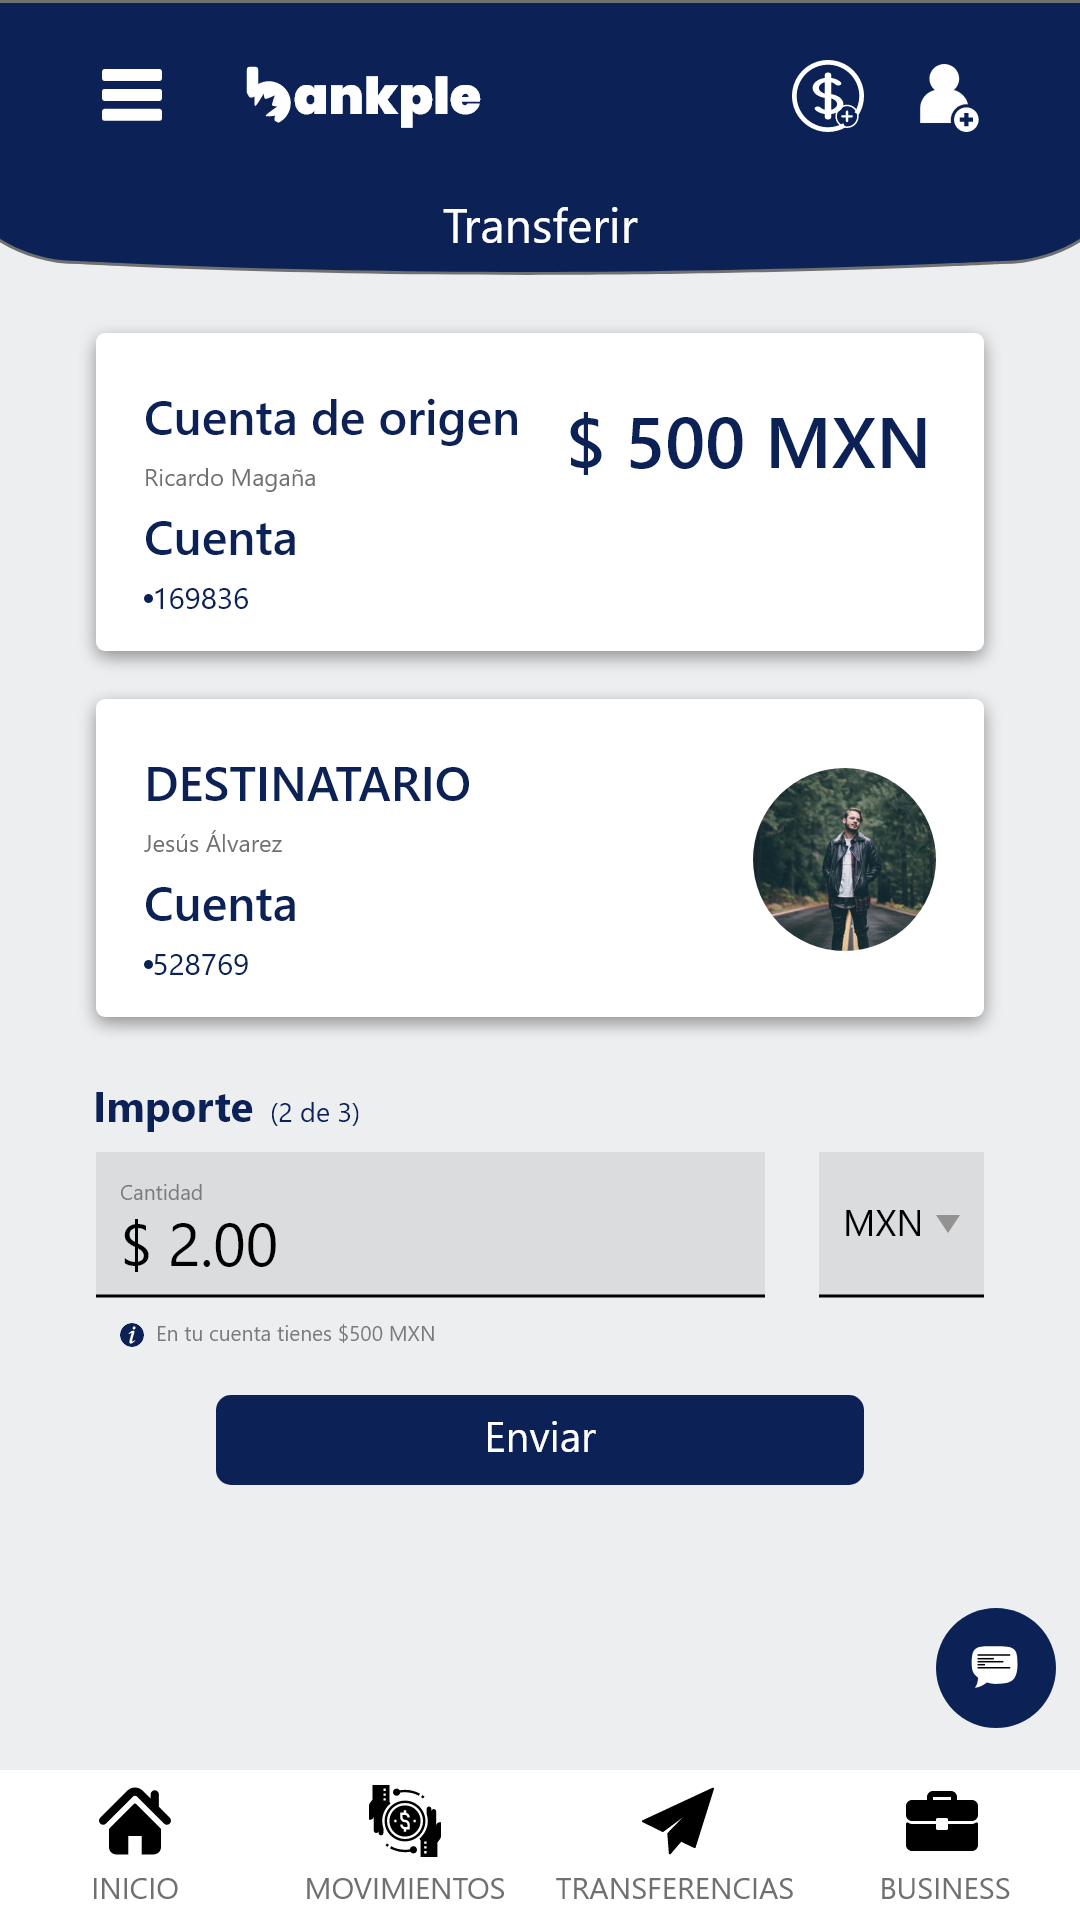 bankple
Transferir
Cuenta de origen
$ 500 MXN
Ricardo Magaña
Cuenta
•169836
DESTINATARIO
Jesús Álvarez
Cuenta
•528769
Importe (2 de 3)
Cantidad
$ 2.00
MXN
En tu cuenta tienes $500 MXN
Enviar
INICIO
MOVIMIENTOS
TRANSFERENCIAS
BUSINESS